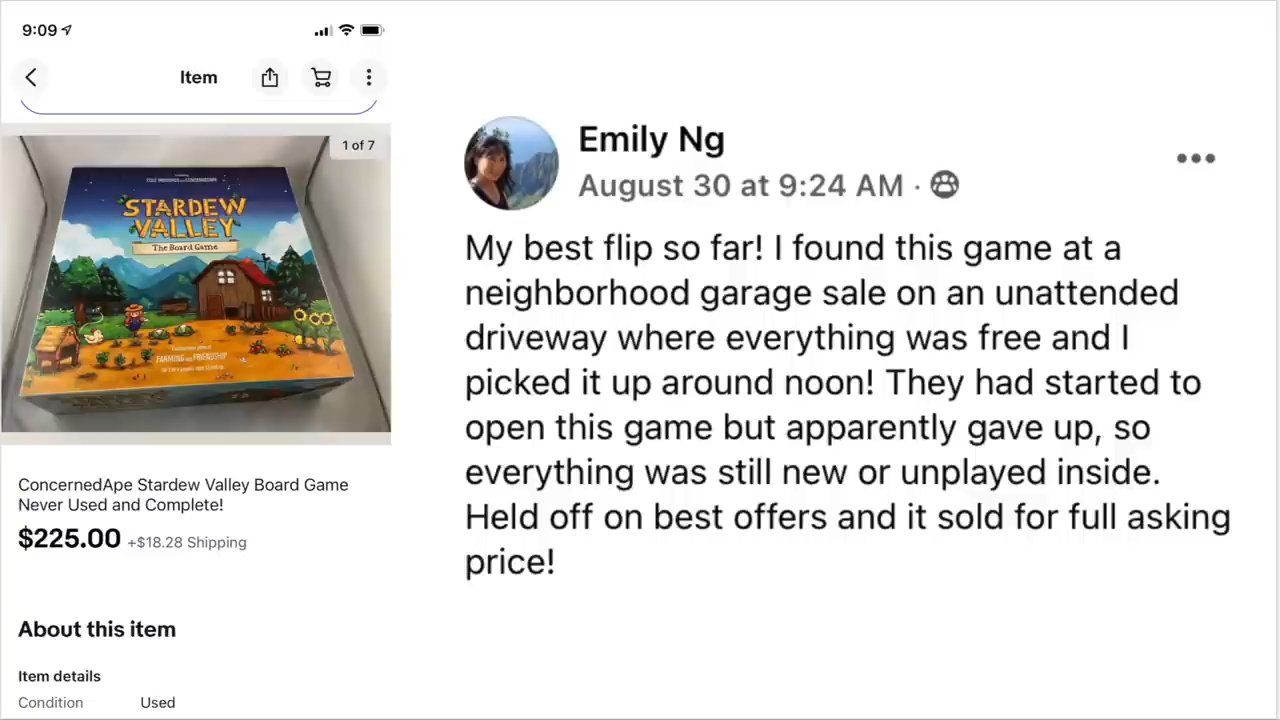 9:09
Item
1 of 7
STARDEW
VALLEY
The Board Game
FARMING AND FRIENDSHIP
ConcernedApe Stardew Valley Board Game
Never Used and Complete!
$225.00 +$18.28 Shipping
About this item
Item details
Condition Used
Emily Ng
August 30 at 9:24 AM ·
My best flip so far! I found this game at a
neighborhood garage sale on an unattended
driveway where everything was free and I
picked it up around noon! They had started to
open this game but apparently gave up, so
everything was still new or unplayed inside.
Held off on best offers and it sold for full asking
price!